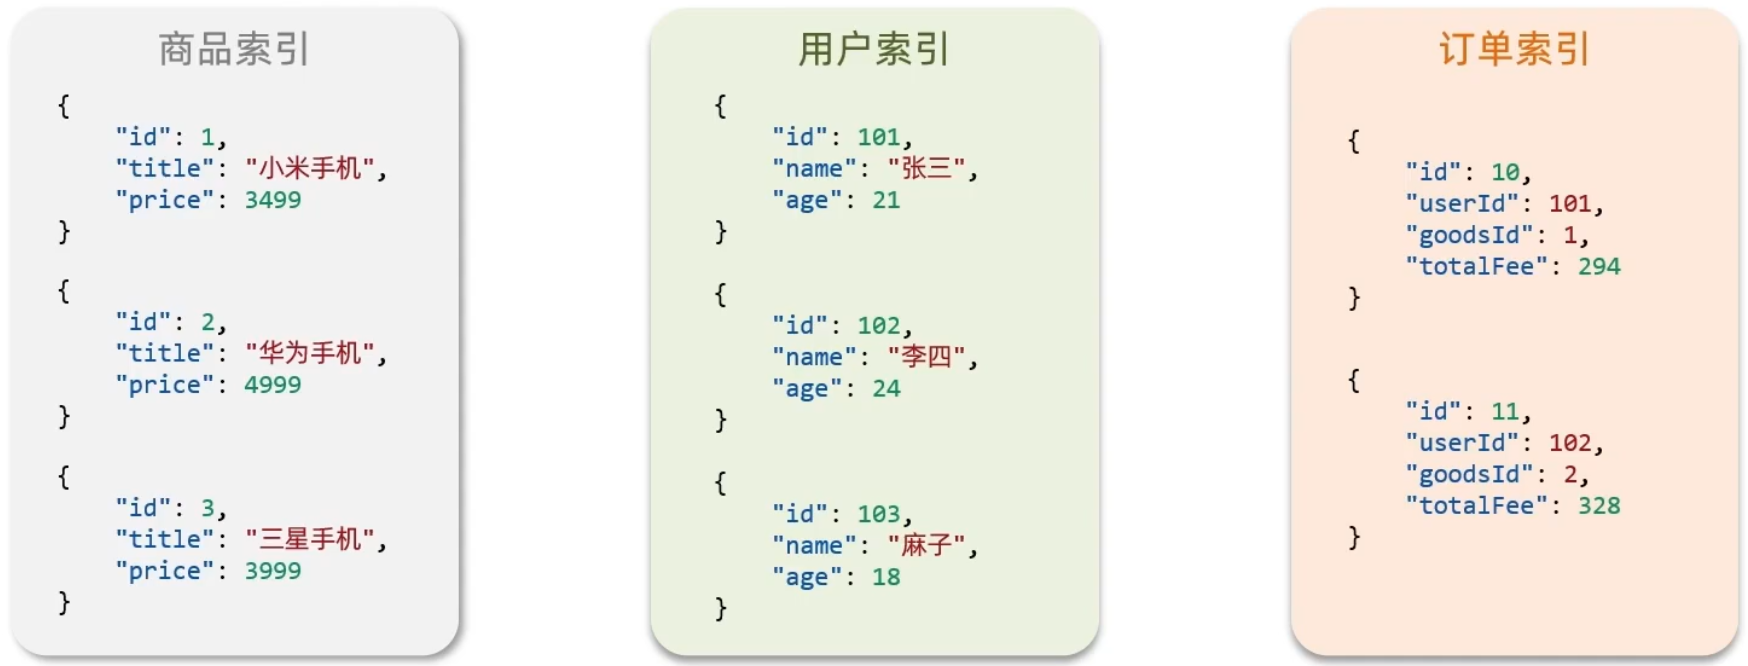 商品索引
{
"id": 1,
"title": "小米手机",
"price": 3499
}
{
"id": 2,
"title": "华为手机",
"price": 4999
}
{
"id": 3,
"title": "三星手机",
"price": 3999
}
用户索引
{
"id": 101,
"name": "张三",
"age": 21
}
{
"id": 102,
"name": "李四",
"age": 24
}
{
"id": 103,
"name": "麻子",
"age": 18
}
订单索引
{
"id": 10,
"userId": 101,
"goodsId": 1,
"totalFee": 294
}
{
"id": 11,
"userId": 102,
"goodsId": 2,
"totalFee": 328
}